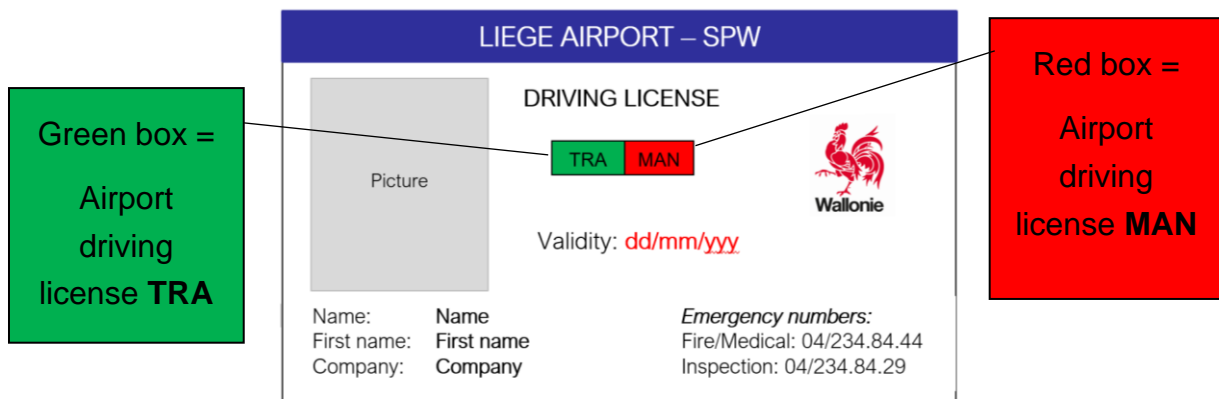 LIEGE AIRPORT – SPW
Green box =
Airport
driving
license TRA
Picture
DRIVING LICENSE
TRA MAN
Wallonie
Validity: dd/mm/yyy
Name: Name
First name: First name
Company: Company
Emergency numbers:
Fire/Medical: 04/234.84.44
Inspection: 04/234.84.29
Red box =
Airport
driving
license MAN